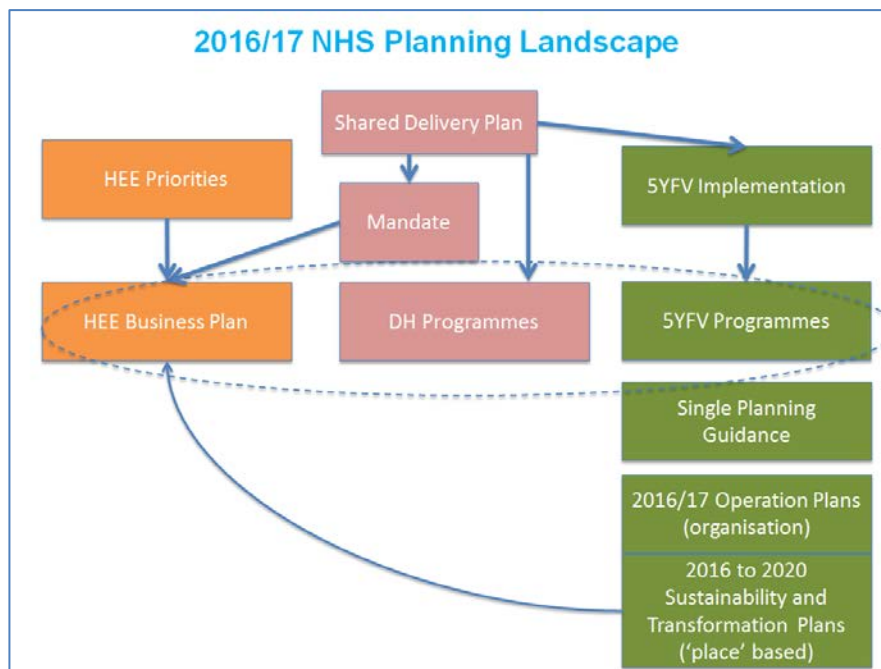 2016/17 NHS Planning Landscape
Shared Delivery Plan
HEE Priorities
Mandate
5YFV Implementation
HEE Business Plan
DH Programmes
5YFV Programmes
Single Planning
Guidance
2016/17 Operation Plans
(organisation)
2016 to 2020
Sustainability and
Transformation Plans
(‘place’ based)